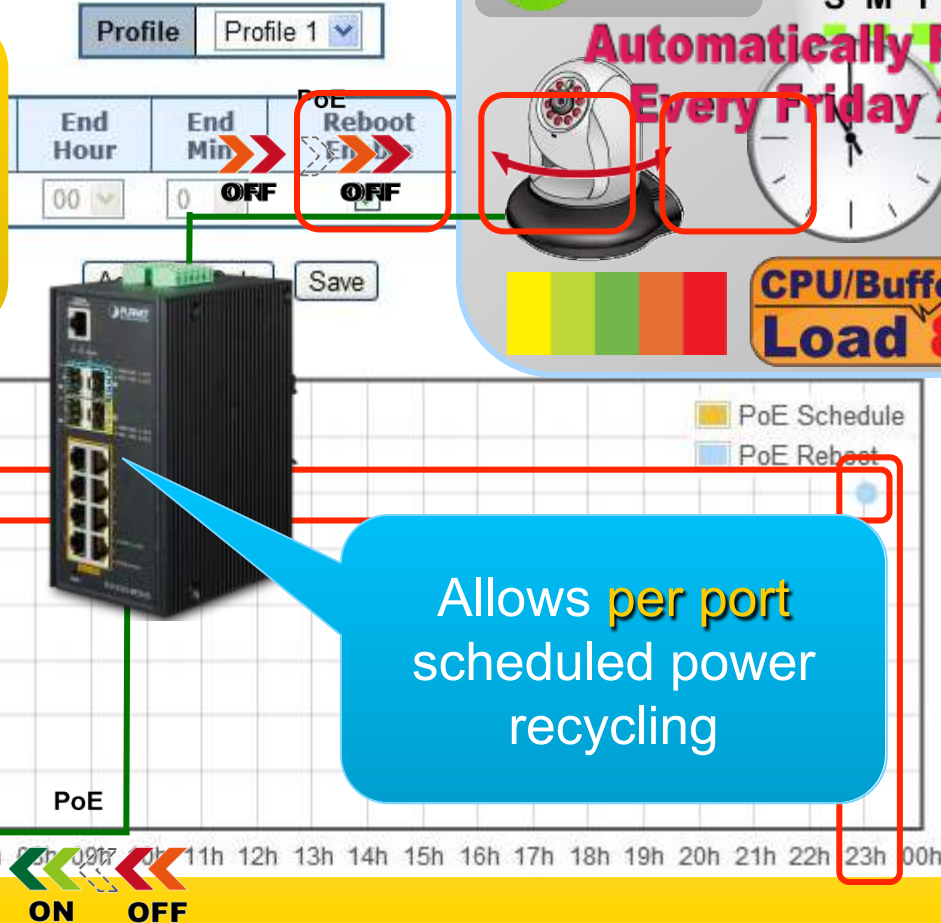 Profile
Profile 1
S M T
Automatically
Every Friday
PoE
End Hour
End Min
Reboot
00
0
OFF
OFF
Save
PLANET
CPU/Buffe
Load
PoE Schedule
PoE Reboot
Allows per port
scheduled power
recycling
PoE
11h 12h 13h 14h 15h 16h 17h 18h 19h 20h 21h 22h 23h 00h
ON OFF